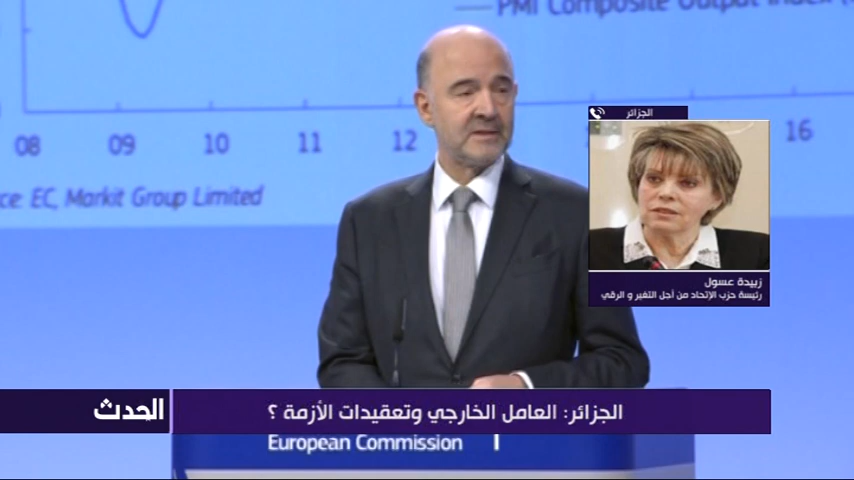 PMI Composite Output Index
08 09 10 11 12 16
ce: EC, Markit Group Limited
الجزائر
زبيدة عسول
رئيسة حزب الإتحاد من أجل التغير و الرقي
الحدث
الجزائر: العامل الخارجي وتعقيدات الأزمة ؟
European Commission